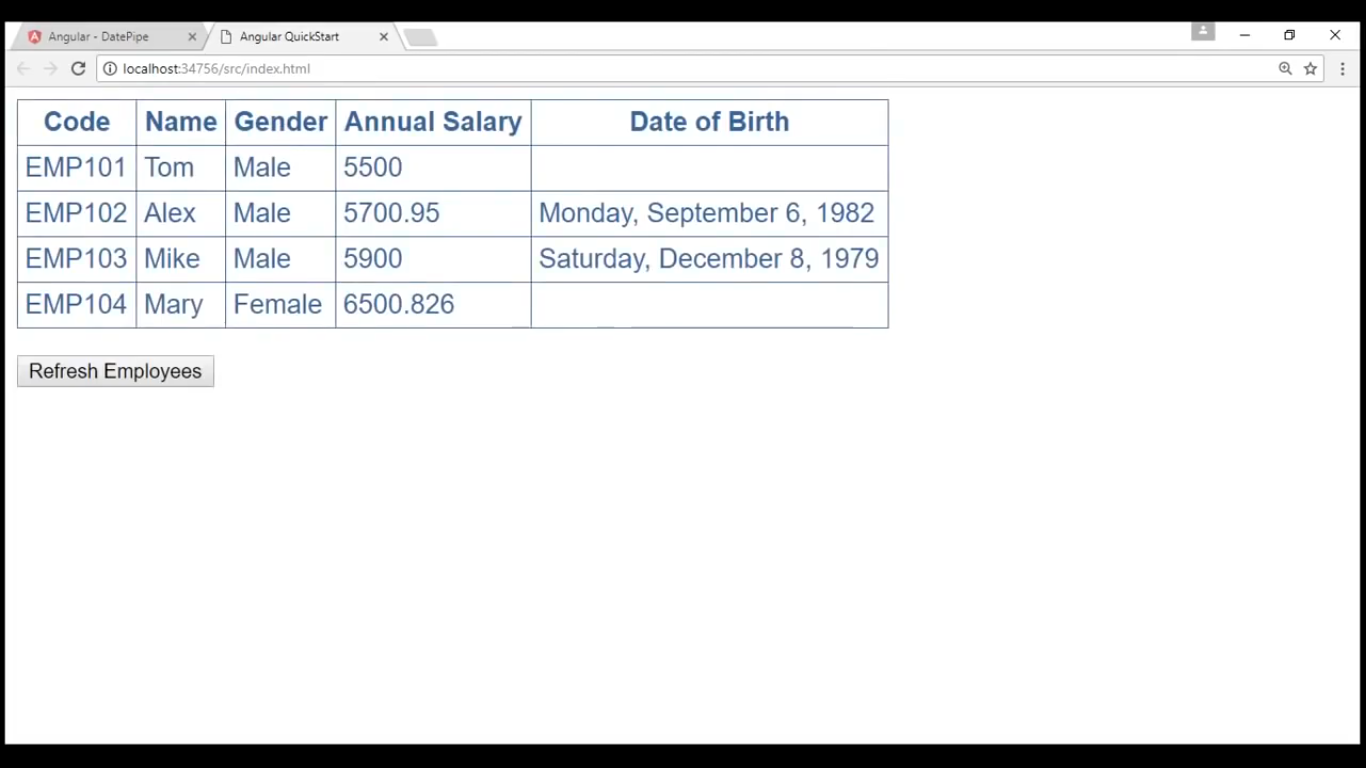 Angular - DatePipe Angular QuickStart
localhost:34756/src/index.html
Code Name Gender Annual Salary Date of Birth
EMP101 Tom Male 5500
EMP102 Alex Male 5700.95 Monday, September 6, 1982
EMP103 Mike Male 5900 Saturday, December 8, 1979
EMP104 Mary Female 6500.826
Refresh Employees